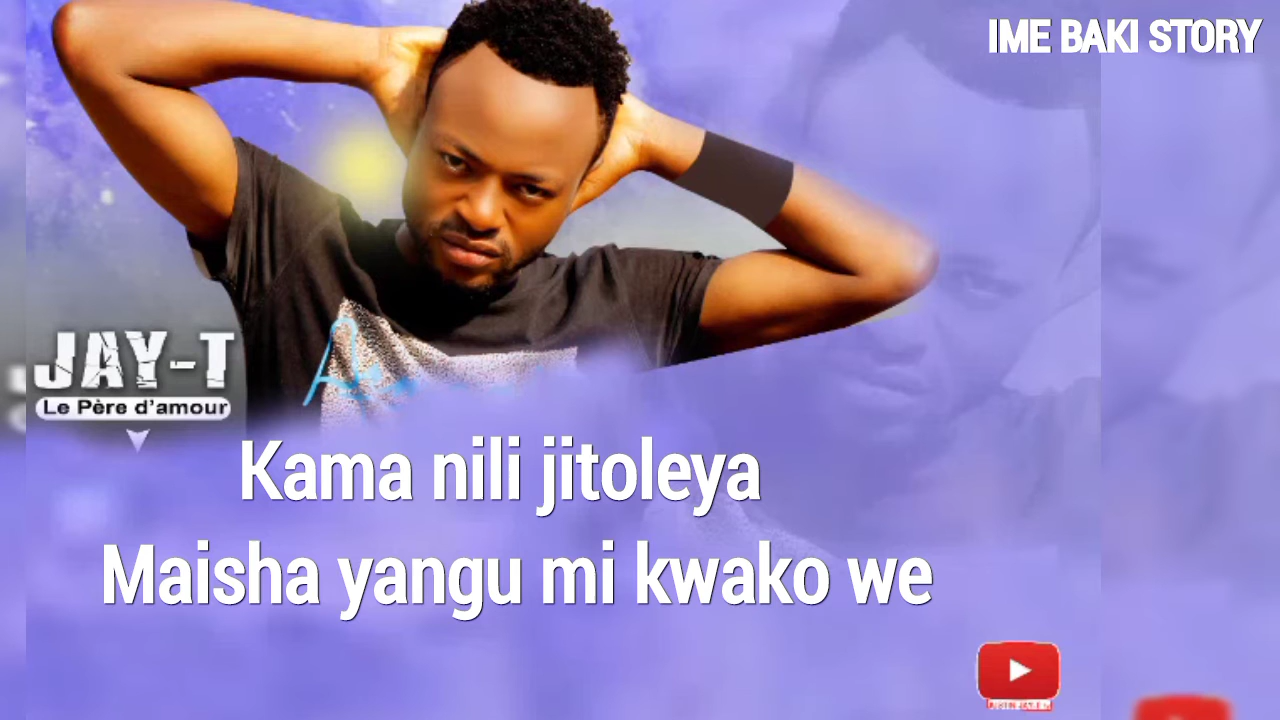 IME BAKI STORY
JAY-T
Le Père d'amour
Kama nili jitoleya
Maisha yangu mi kwako we